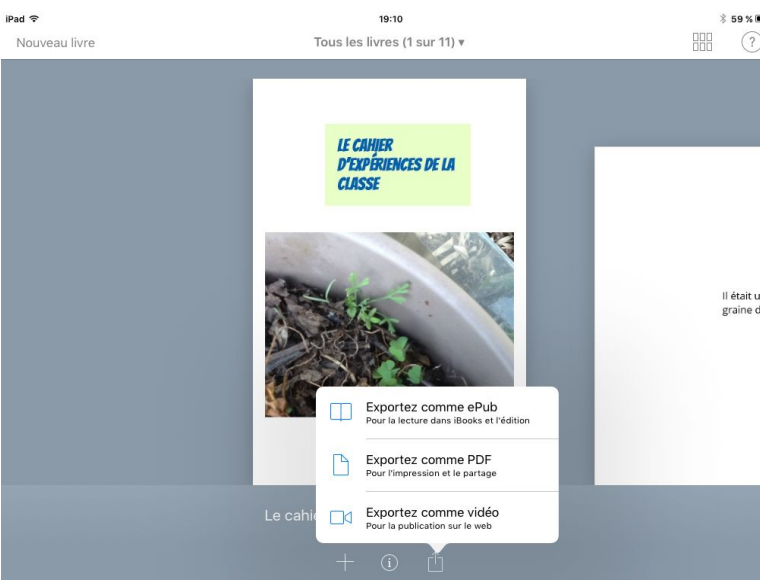 iPad 19:10 59 %
Nouveau livre Tous les livres (1 sur 11) ▾ ?
LE CAHIER
D'EXPÉRIENCES DE LA
CLASSE
Il était u
graine d
Exportez comme ePub
Pour la lecture dans iBooks et l'édition
Exportez comme PDF
Pour l'impression et le partage
Exportez comme vidéo
Pour la publication sur le web
Le cahi